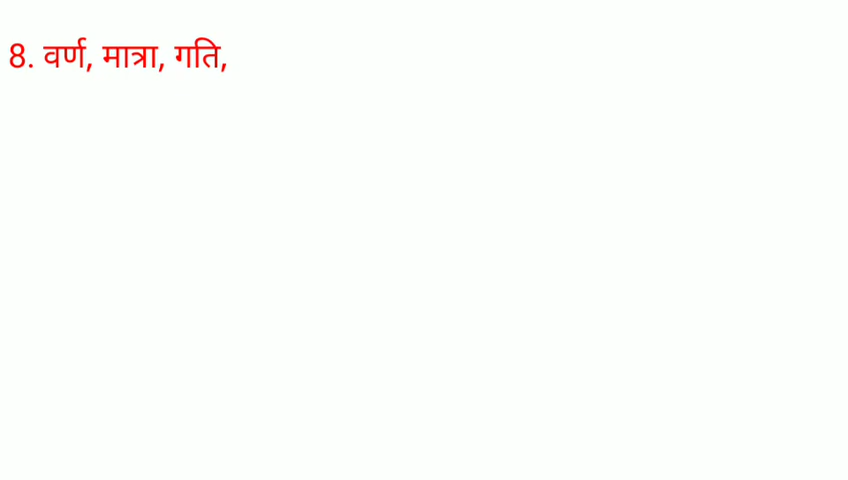 8. वर्ण, मात्रा, गति,